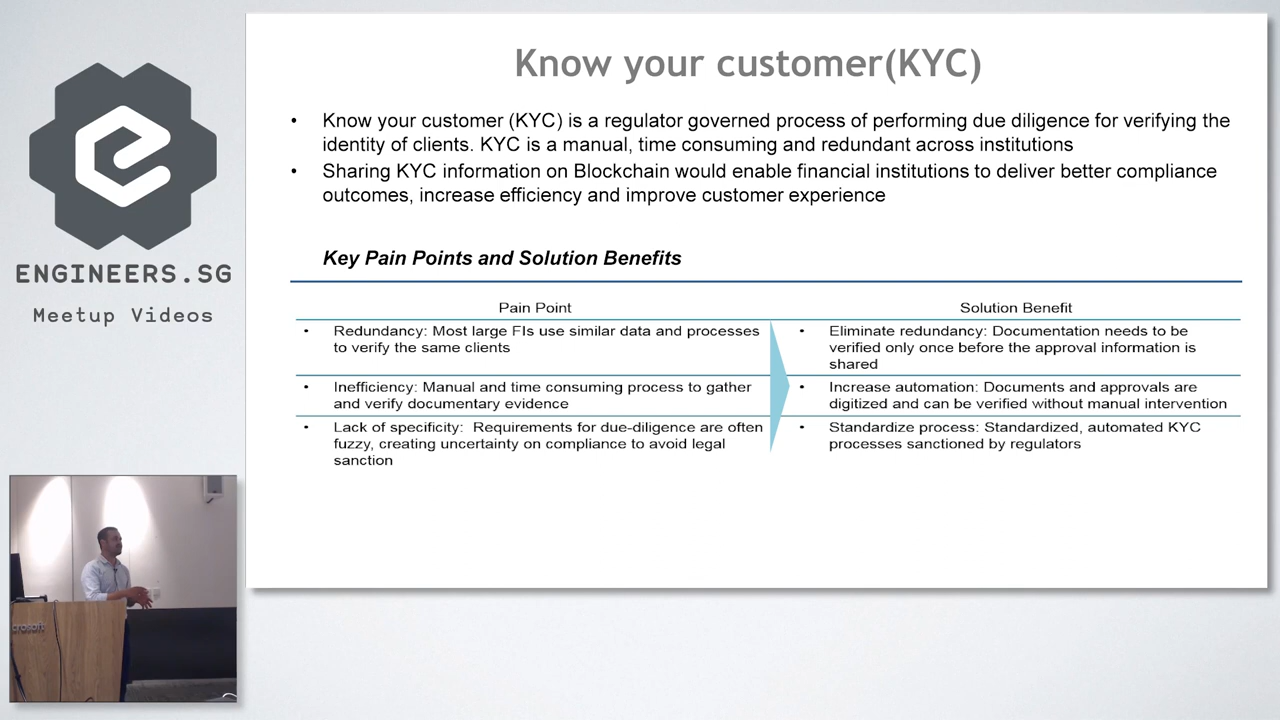 ENGINEERS.SG
Meetup Videos
Know your customer(KYC)
• Know your customer (KYC) is a regulator governed process of performing due diligence for verifying the
identity of clients. KYC is a manual, time consuming and redundant across institutions
• Sharing KYC information on Blockchain would enable financial institutions to deliver better compliance
outcomes, increase efficiency and improve customer experience
Key Pain Points and Solution Benefits
Pain Point
Solution Benefit
• Redundancy: Most large FIs use similar data and processes
to verify the same clients
• Eliminate redundancy: Documentation needs to be
verified only once before the approval information is
shared
• Inefficiency: Manual and time consuming process to gather
and verify documentary evidence
• Increase automation: Documents and approvals are
digitized and can be verified without manual intervention
• Lack of specificity: Requirements for due-diligence are often
fuzzy, creating uncertainty on compliance to avoid legal
sanction
• Standardize process: Standardized, automated KYC
processes sanctioned by regulators